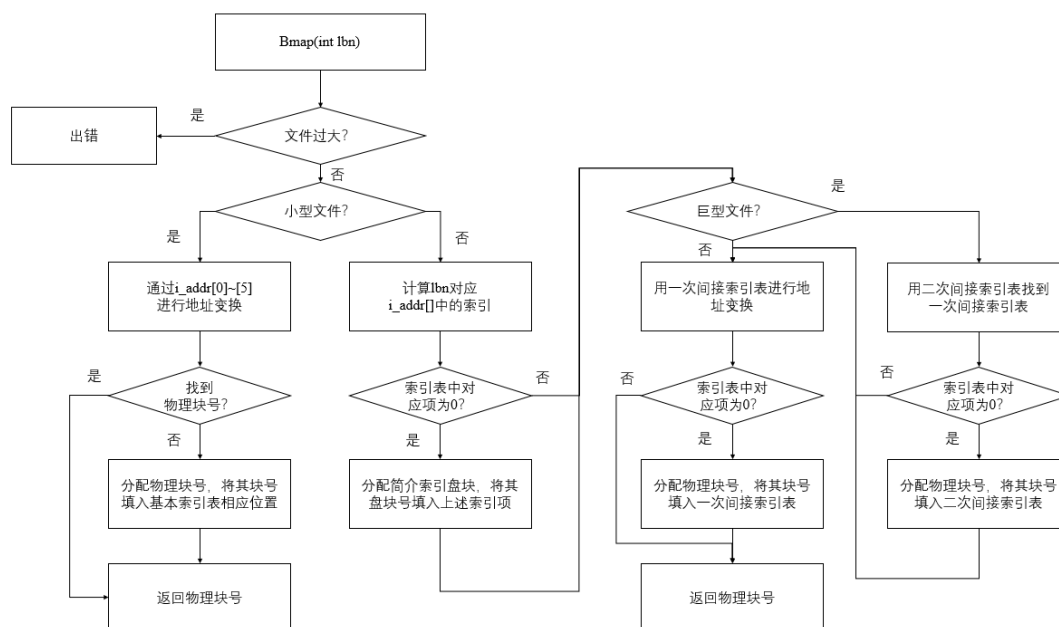 Bmap(int lbn)
是
出错
文件过大?
否
小型文件?
是
否
巨型文件?
是
否
通过i_addr[0]~[5]
进行地址变换
计算lbn对应
i_addr[]中的索引
用一次间接索引表进行地
址变换
用二次间接索引表找到
一次间接索引表
是
找到
物理块号?
否
索引表中对
应项为0?
否
是
否
索引表中对
应项为0?
是
否
索引表中对
应项为0?
是
分配物理块号，将其块号
填入基本索引表相应位置
分配简介索引盘块，将其
盘块号填入上述索引项
分配物理块号，将其块号
填入一次间接索引表
分配物理块号，将其块号
填入二次间接索引表
返回物理块号
返回物理块号